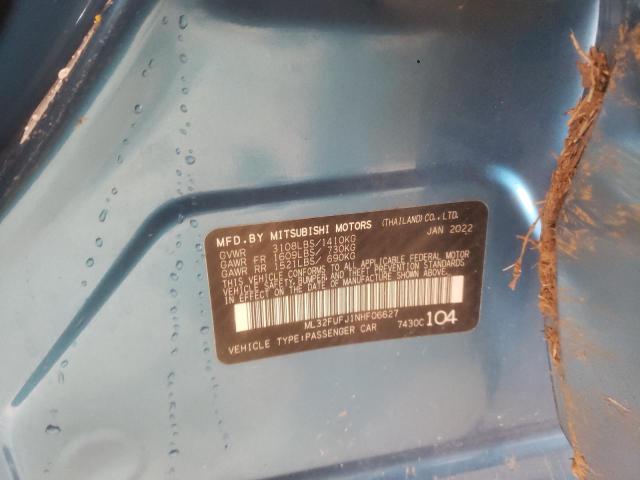 MFD.BY MITSUBISHI MOTORS (THAILAND) CO.,LTD.
JAN 2022
GVWR 3108LBS/1410KG
GAWR FR 1609LBS/ 730KG
GAWR RR 1521LBS/ 690KG
THIS VEHICLE CONFORMS TO ALL APPLICABLE FEDERAL MOTOR
VEHICLE SAFETY, BUMPER, AND THEFT PREVENTION STANDARDS
IN EFFECT ON THE DATE OF MANUFACTURE SHOWN ABOVE.
ML32FUFJ1NHF06627
VEHICLE TYPE:PASSENGER CAR 7430C 104